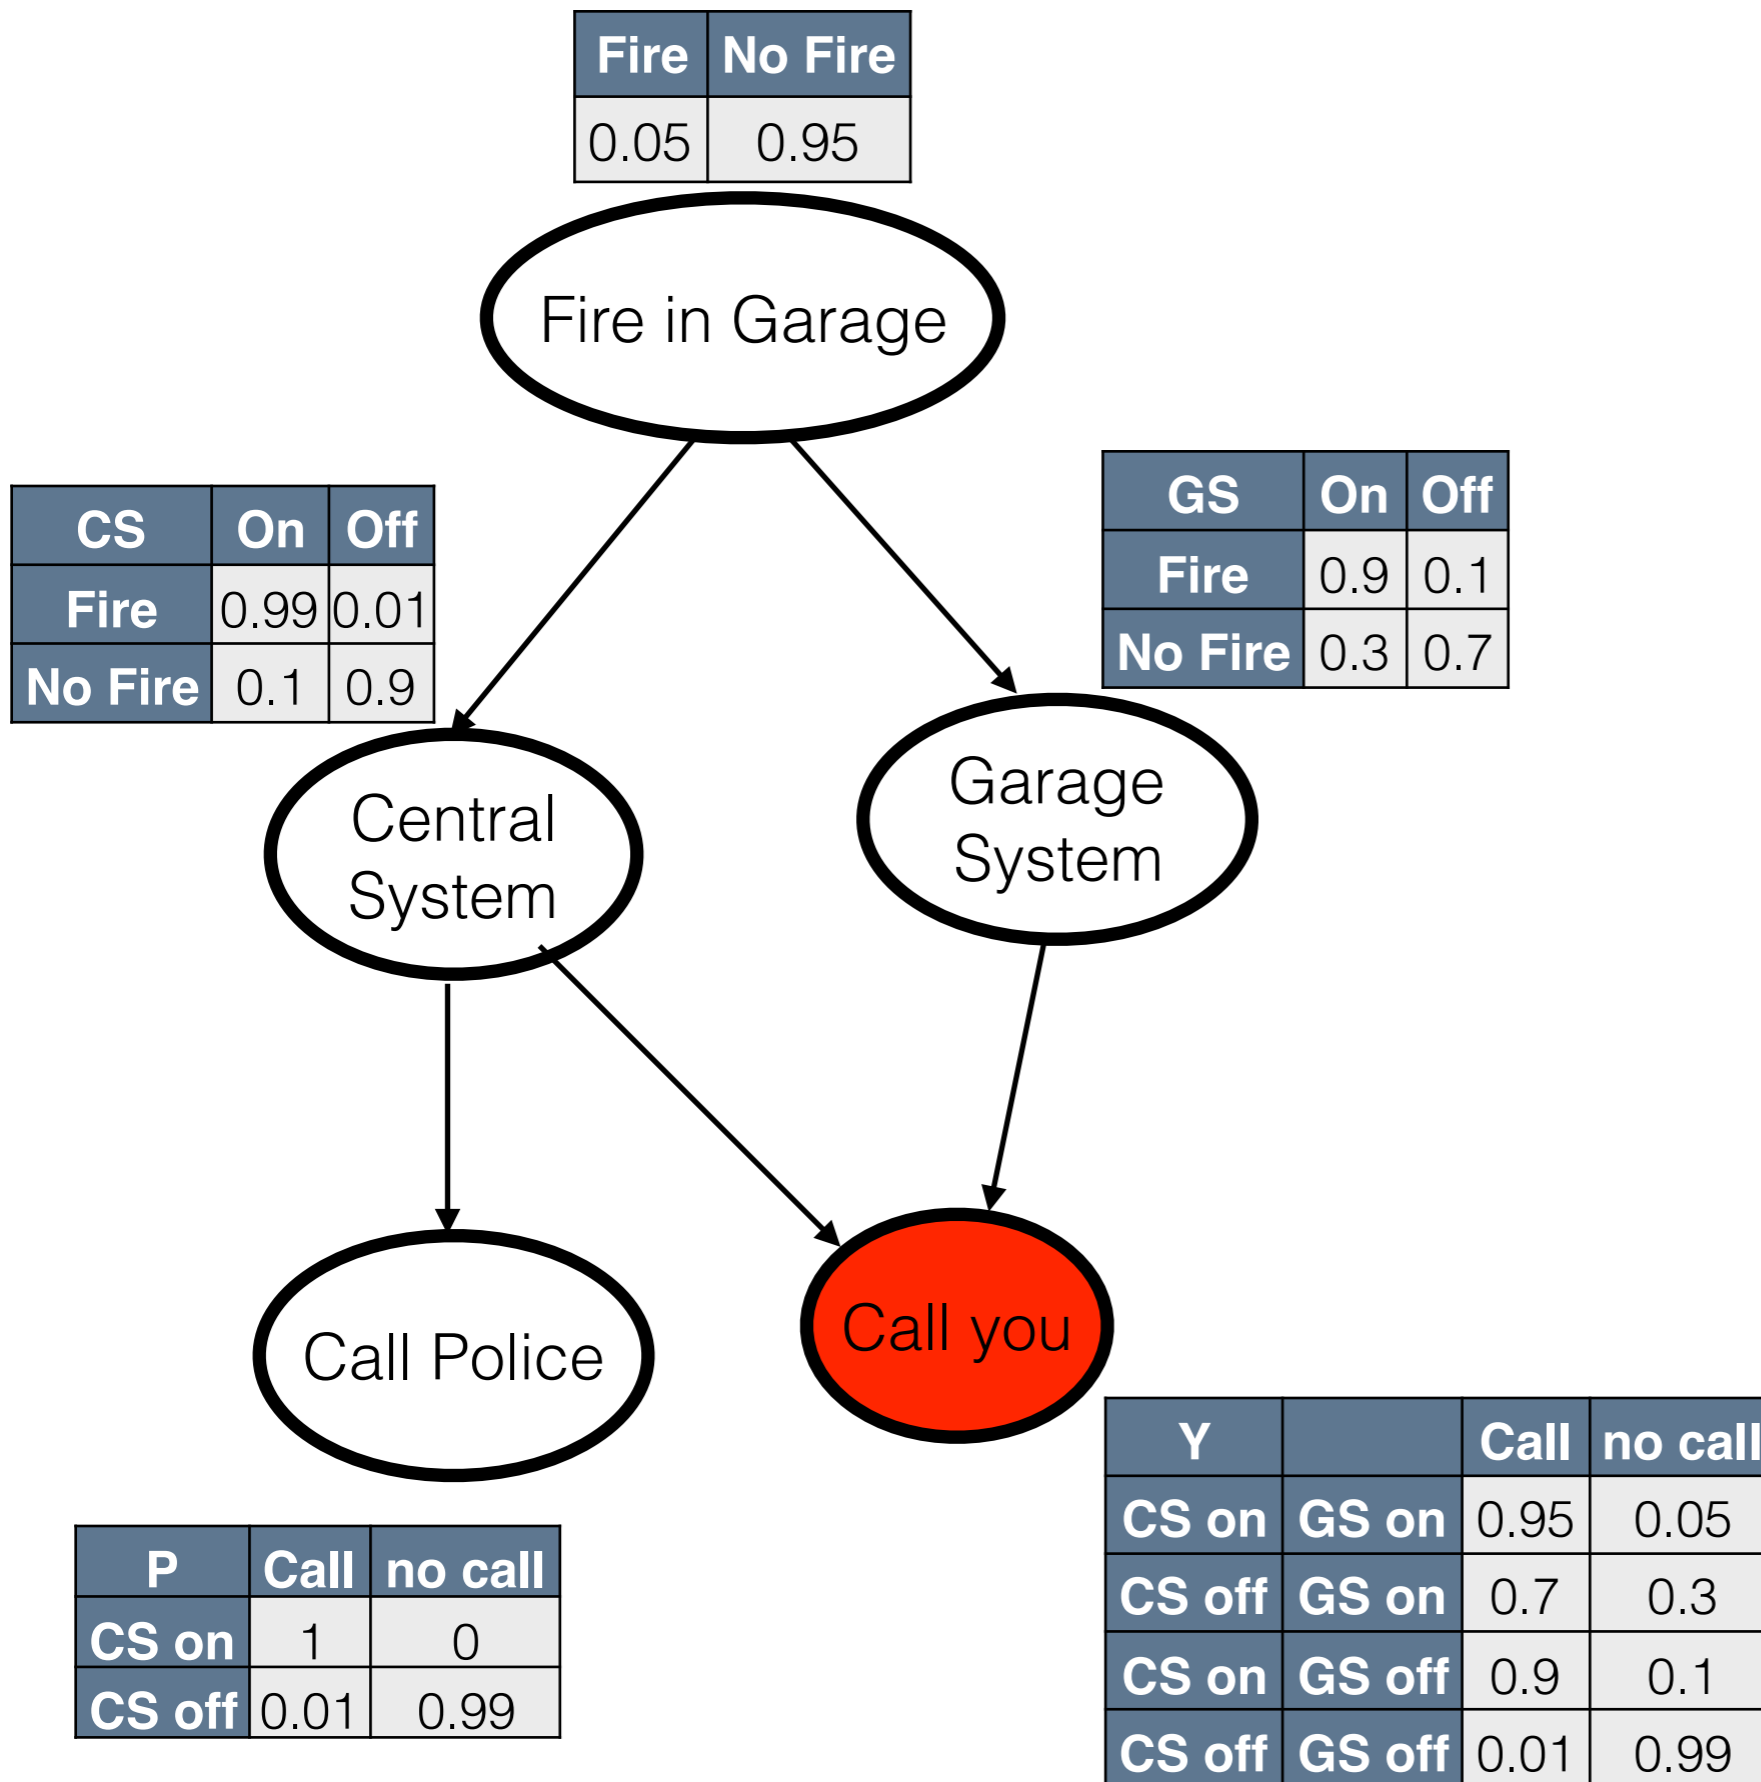 Fire No Fire
0.05 0.95
Fire in Garage
CS On Off
Fire 0.99 0.01
No Fire 0.1 0.9
GS On Off
Fire 0.9 0.1
No Fire 0.3 0.7
Central
System
Garage
System
Call Police
Call you
P Call no call
CS on 1 0
CS off 0.01 0.99
Y Call no call
CS on GS on 0.95 0.05
CS off GS on 0.7 0.3
CS on GS off 0.9 0.1
CS off GS off 0.01 0.99